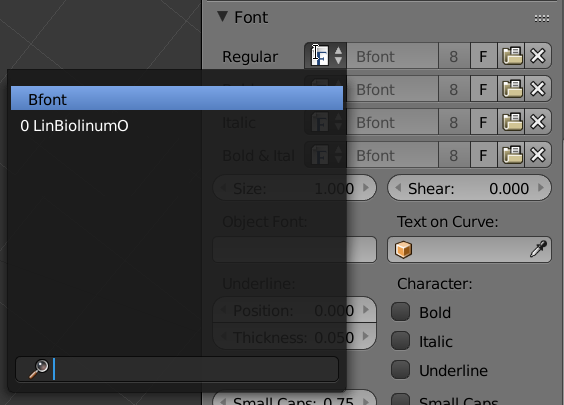 Font
Regular Bfont 8 F
Bfont 8 F
Italic Bfont 8 F
Bold & Ital Bfont 8 F
Bfont
0 LinBiolinumO
Size: 1.000 Shear: 0.000
Object Font: Text on Curve:
Underline: Character:
Position: 0.000 Bold
Thickness: 0.050 Italic
Underline
Small Caps: 0.75 Small Caps